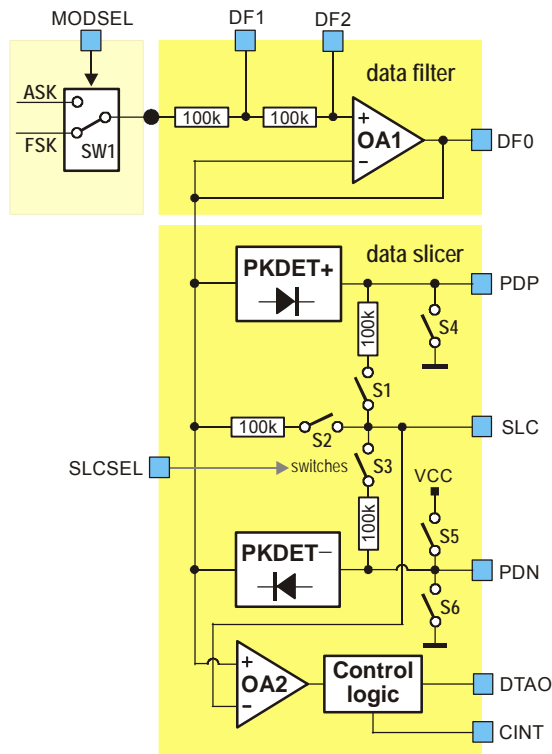 MODSEL
DF1
DF2
data filter
ASK
FSK
SW1
100k
100k
+
−
OA1
DF0
data slicer
PKDET+
PDP
100k
S4
S1
100k
S2
SLC
S3
SLCSEL
switches
VCC
100k
S5
PKDET−
PDN
S6
+
−
OA2
Control
logic
DTAO
CINT